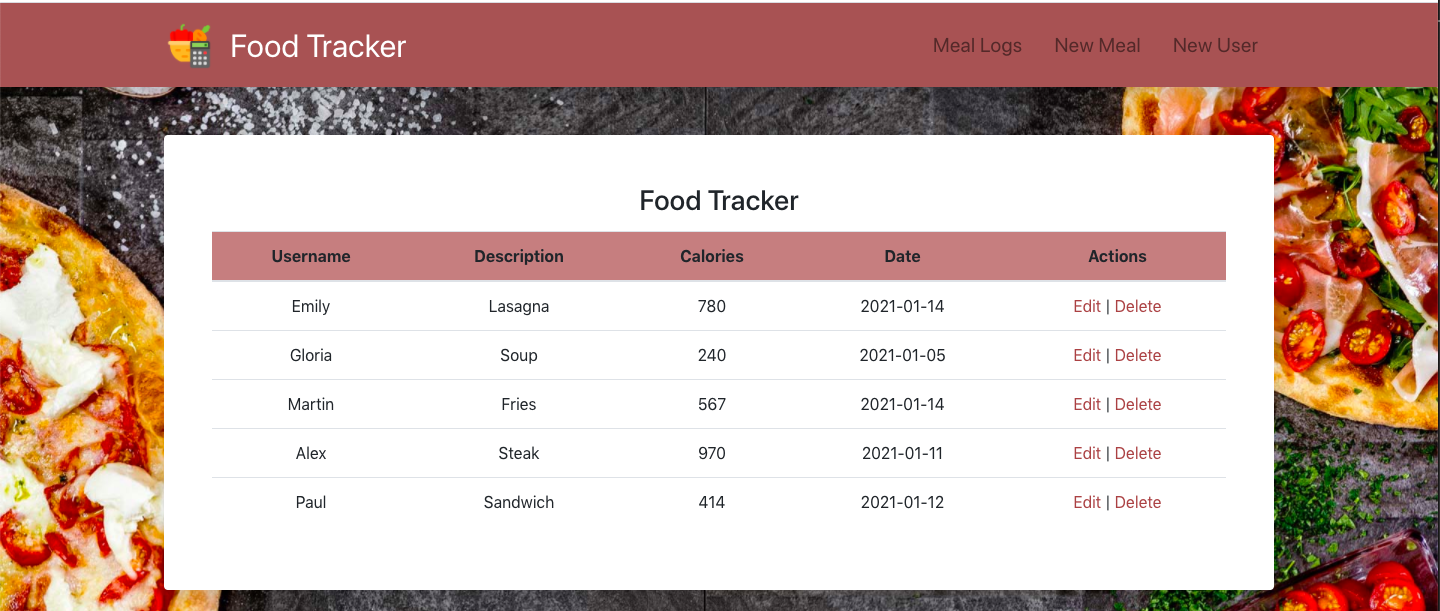 Food Tracker Meal Logs New Meal New User
Food Tracker
Username Description Calories Date Actions
Emily Lasagna 780 2021-01-14 Edit | Delete
Gloria Soup 240 2021-01-05 Edit | Delete
Martin Fries 567 2021-01-14 Edit | Delete
Alex Steak 970 2021-01-11 Edit | Delete
Paul Sandwich 414 2021-01-12 Edit | Delete